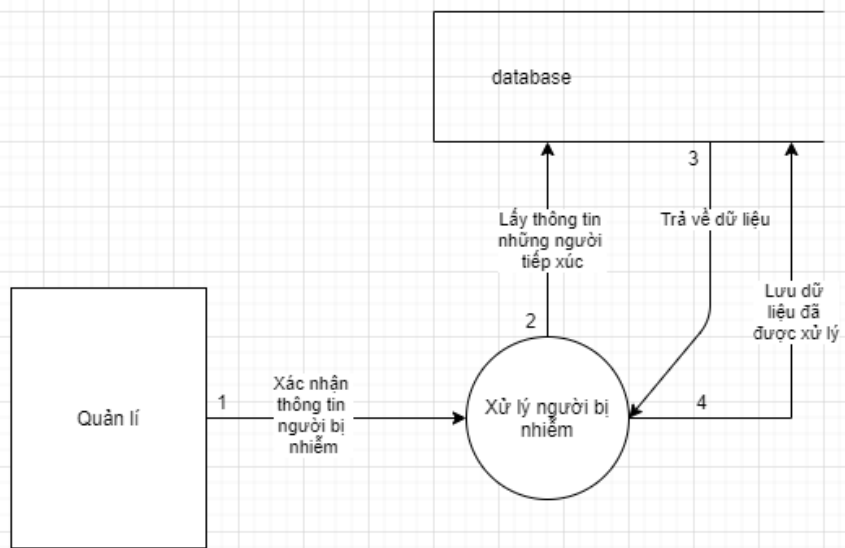 database
3
Lấy thông tin
những người
tiếp xúc
Trả về dữ liệu
Lưu dữ
liệu đã
được xử lý
2
Quản lí
1
Xác nhận
thông tin
người bị
nhiễm
Xử lý người bị
nhiễm
4